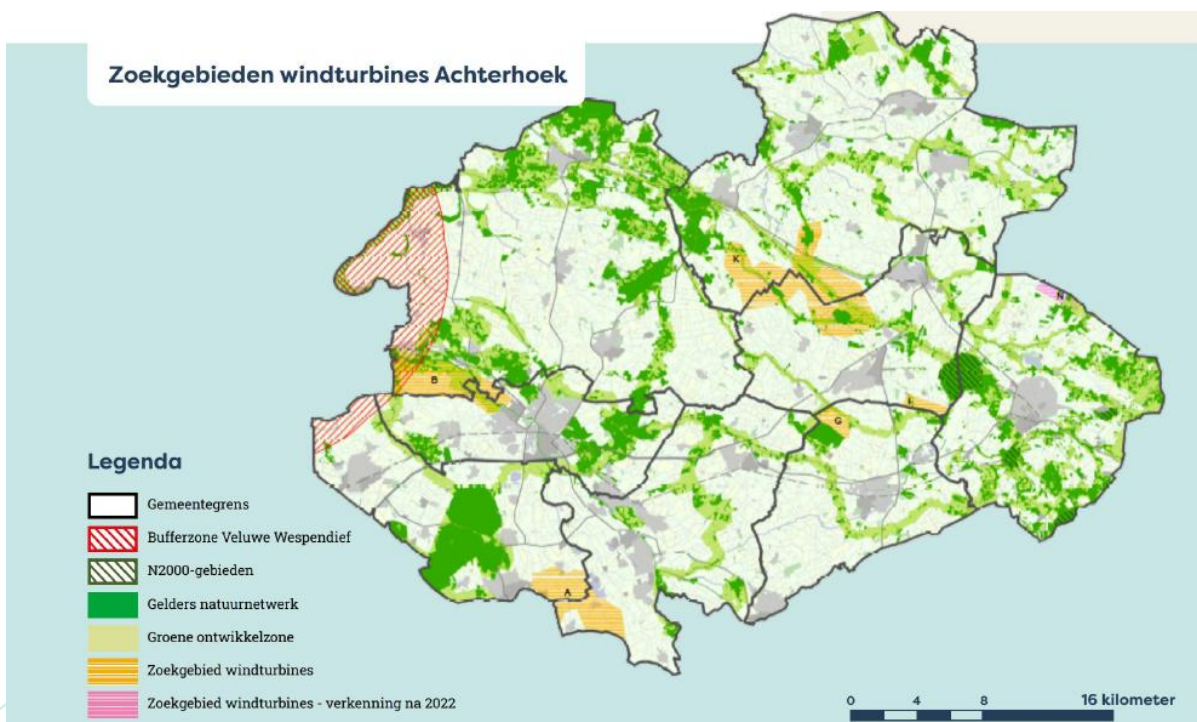 Zoekgebieden windturbines Achterhoek
K
N
B
G
A
Legenda
Gemeentegrens
Bufferzone Veluwe Wespendief
N2000-gebieden
Gelders natuurnetwerk
Groene ontwikkelzone
Zoekgebied windturbines
Zoekgebied windturbines - verkenning na 2022
0 4 8 16 kilometer